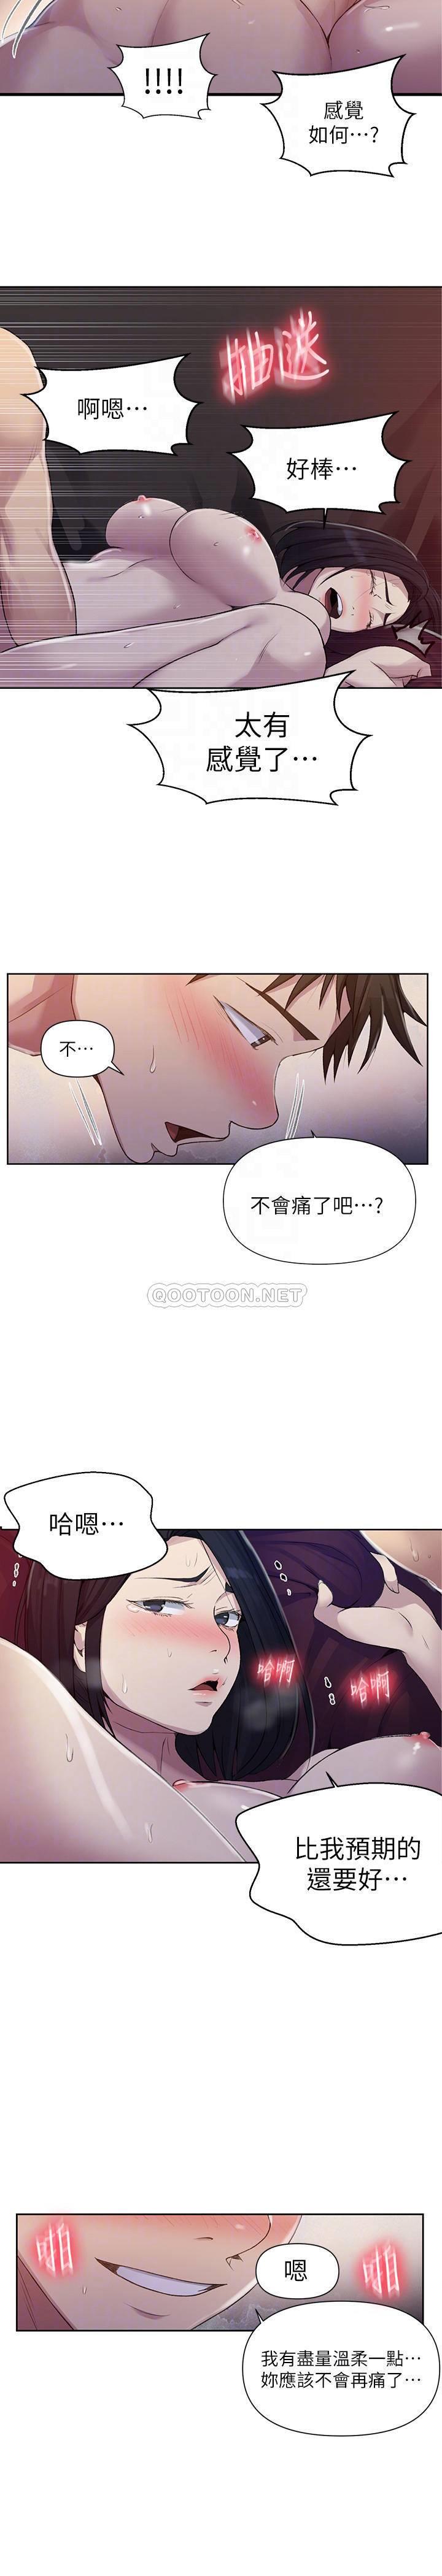 !!!!
感覺
如何…?
抽送
啊嗯…
好棒…
太有
感覺了…
不…
不會痛了吧…?
QOOTOON.NET
哈嗯…
哈啊
哈啊
比我預期的
還要好…
啪
嗯
啪
我有盡量溫柔一點…
妳應該不會再痛了…